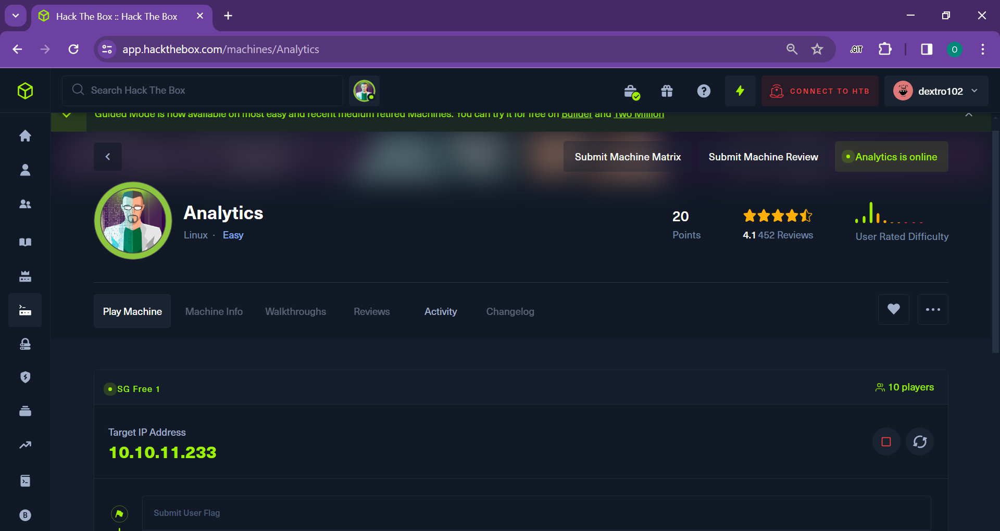 Hack The Box :: Hack The Box
app.hackthebox.com/machines/Analytics
.GIT
O
Search Hack The Box
CONNECT TO HTB
dextro102
Guided Mode is now available on most easy and recent medium retired Machines. You can try it for free on Builder and Two Million
Submit Machine Matrix
Submit Machine Review
Analytics is online
Analytics
Linux · Easy
20
Points
4.1 452 Reviews
User Rated Difficulty
Play Machine
Machine Info
Walkthroughs
Reviews
Activity
Changelog
SG Free 1
10 players
Target IP Address
10.10.11.233
Submit User Flag
B